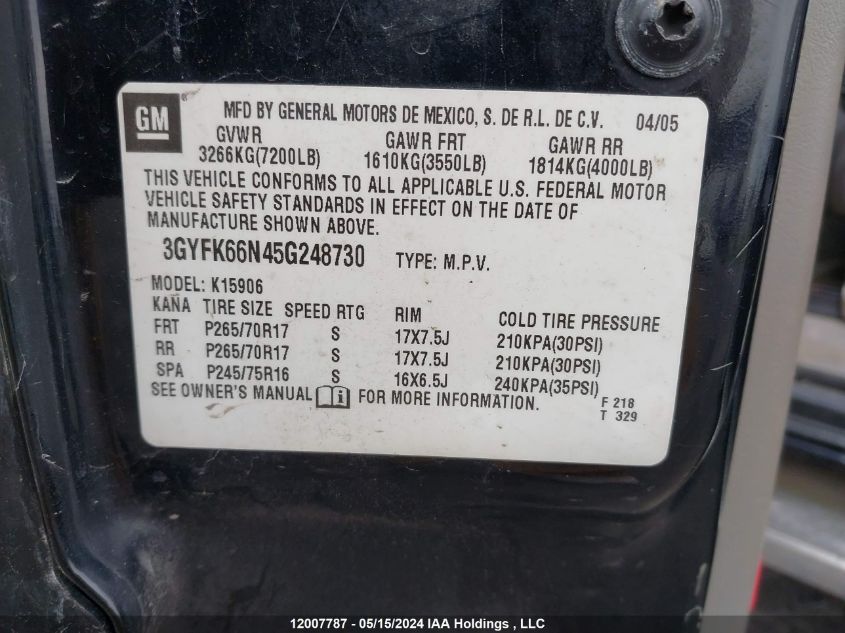 GM
MFD BY GENERAL MOTORS DE MEXICO, S. DE R.L. DE C.V. 04/05
GVWR GAWR FRT GAWR RR
3266KG(7200LB) 1610KG(3550LB) 1814KG(4000LB)
THIS VEHICLE CONFORMS TO ALL APPLICABLE U.S. FEDERAL MOTOR
VEHICLE SAFETY STANDARDS IN EFFECT ON THE DATE OF
MANUFACTURE SHOWN ABOVE.
3GYFK66N45G248730 TYPE: M.P.V.
MODEL: K15906
KANA TIRE SIZE SPEED RTG RIM COLD TIRE PRESSURE
FRT P265/70R17 S 17X7.5J 210KPA(30PSI)
RR P265/70R17 S 17X7.5J 210KPA(30PSI)
SPA P245/75R16 S 16X6.5J 240KPA(35PSI)
SEE OWNER'S MANUAL i FOR MORE INFORMATION. F 218
T 329
12007787 - 05/15/2024 IAA Holdings , LLC